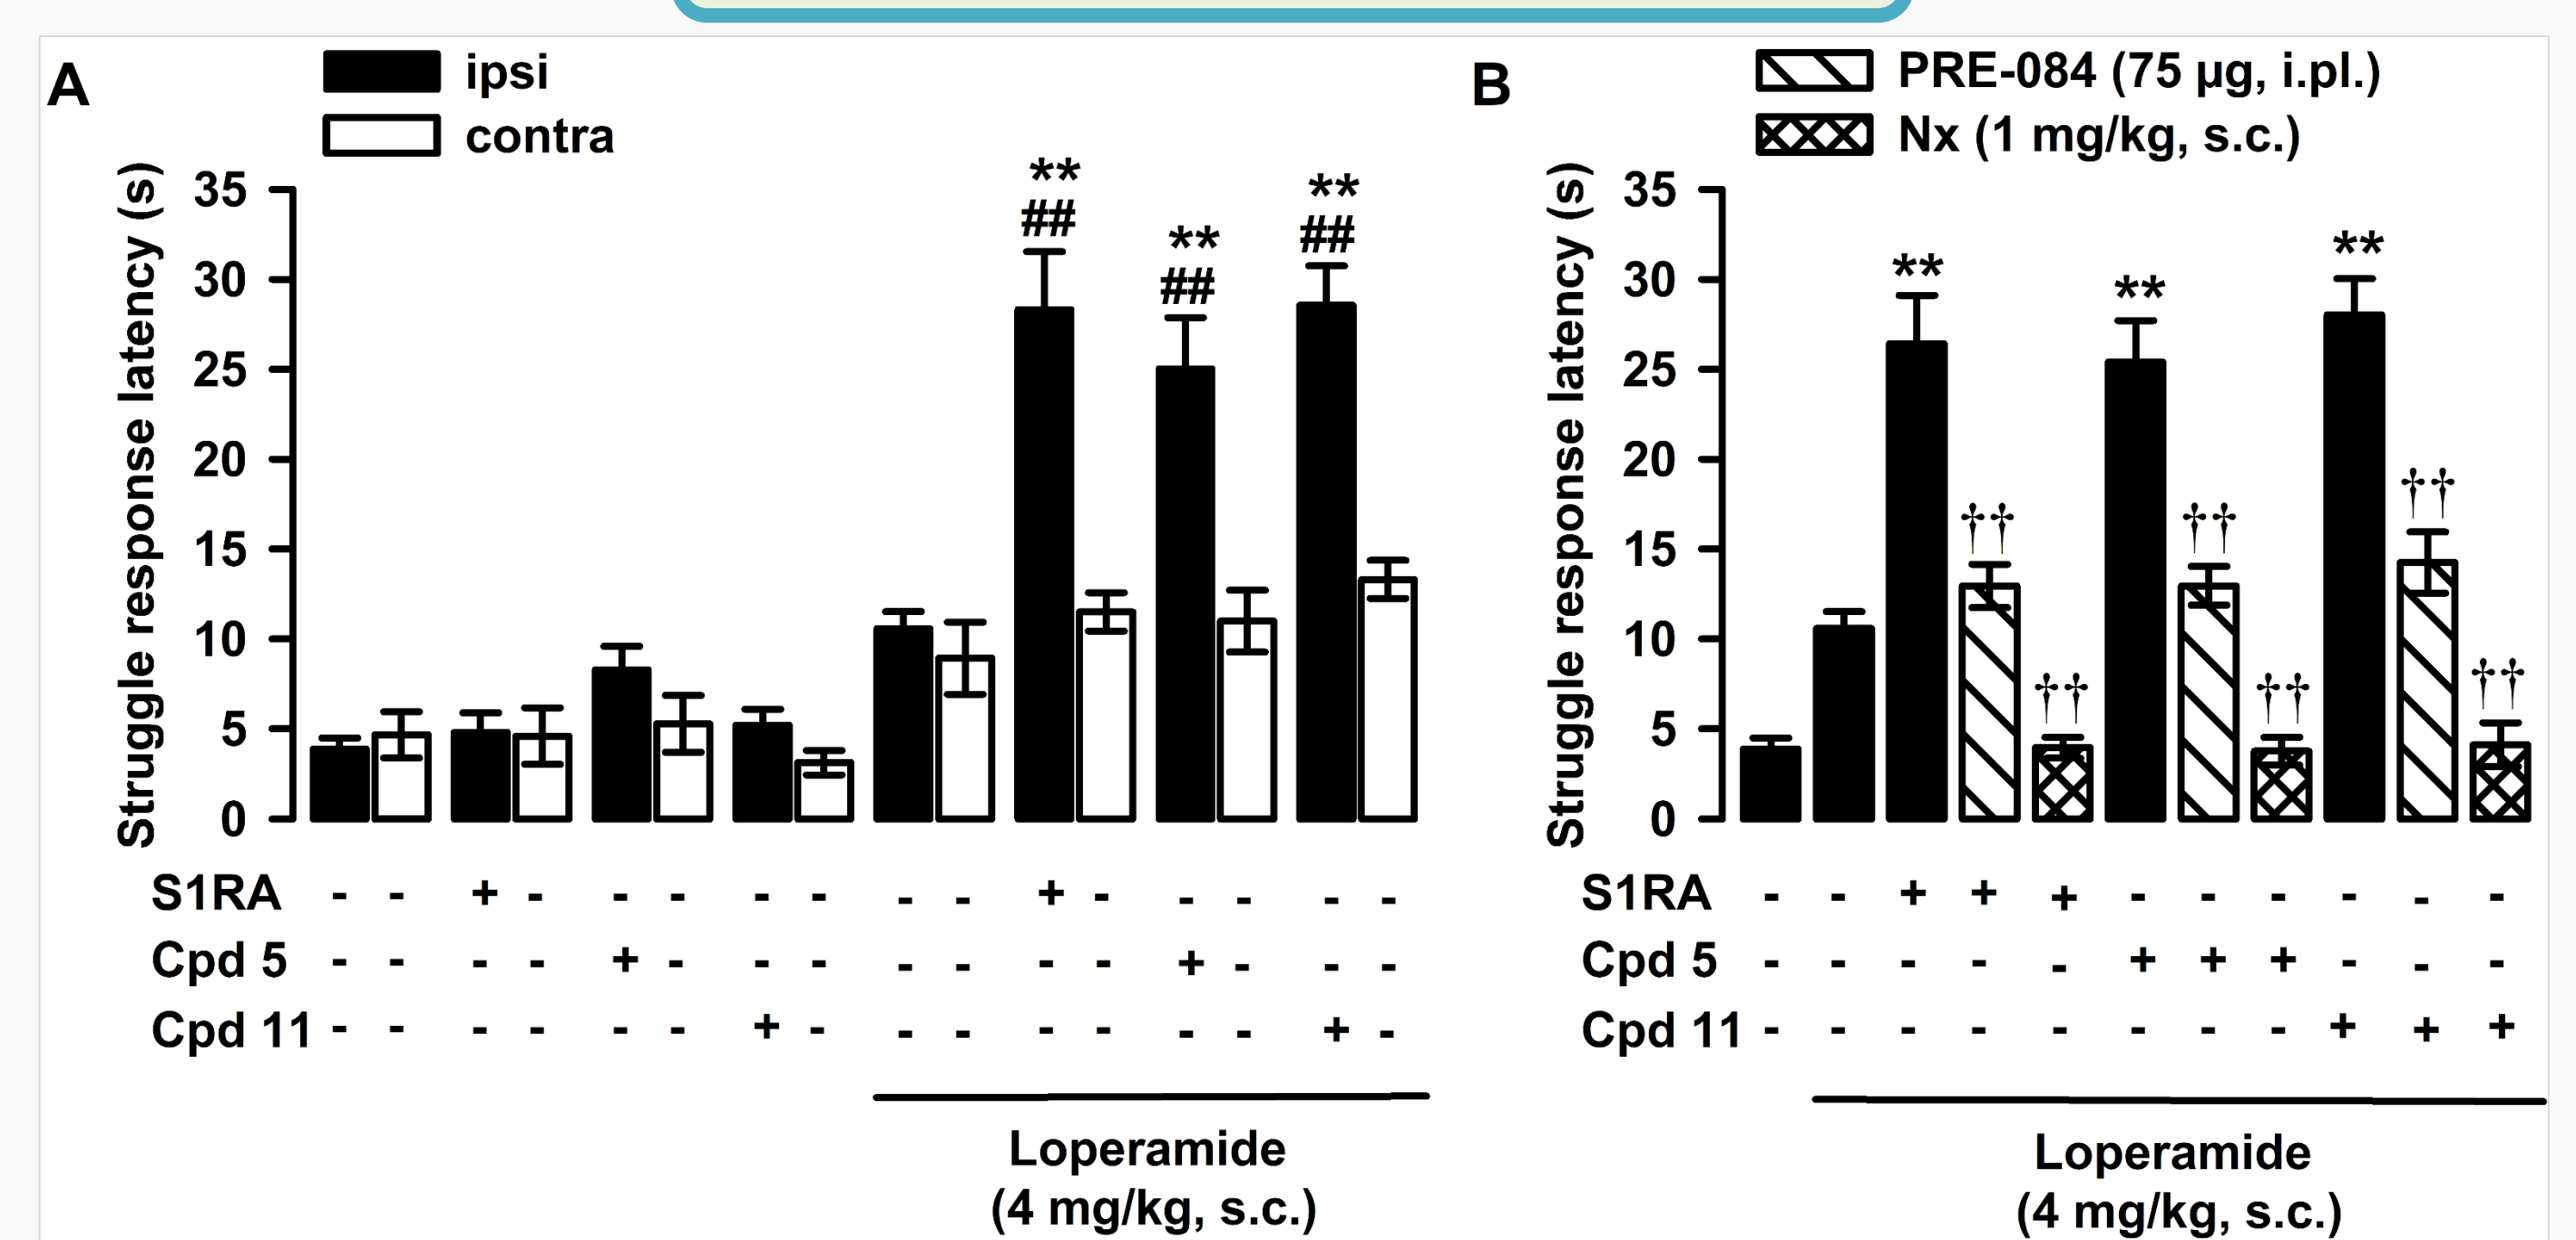 A
ipsi
contra
Struggle response latency (s)
35
30
25
20
15
10
5
0
**
##
**
##
**
##
S1RA - - + - - - - - - - + - - - - -
Cpd 5 - - - - + - - - - - - - + - - -
Cpd 11 - - - - - - + - - - - - - - + -
Loperamide
(4 mg/kg, s.c.)
B
PRE-084 (75 µg, i.pl.)
Nx (1 mg/kg, s.c.)
Struggle response latency (s)
35
30
25
20
15
10
5
0
**
††
††
**
††
††
**
††
††
S1RA - - + + + - - - - - -
Cpd 5 - - - - - + + + - - -
Cpd 11 - - - - - - - - + + +
Loperamide
(4 mg/kg, s.c.)